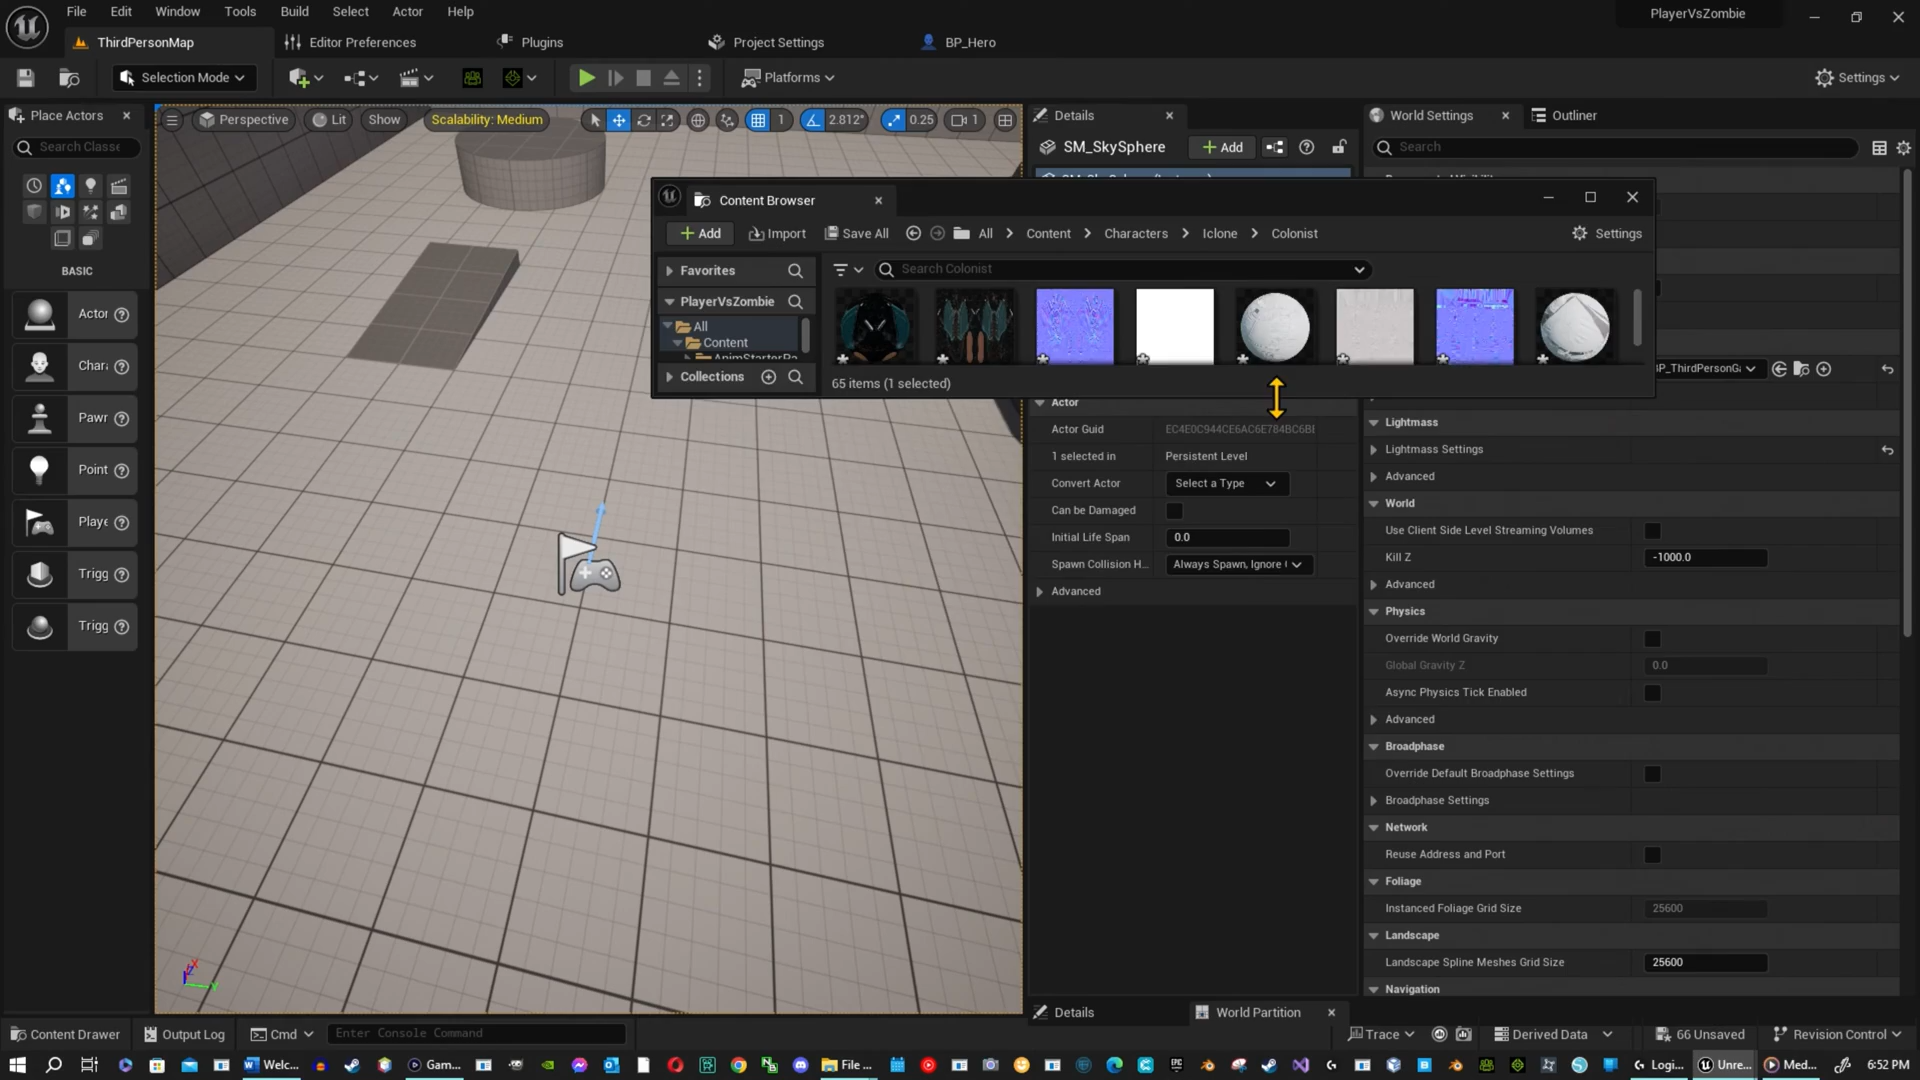 File Edit Window Tools Build Select Actor Help
PlayerVsZombie
ThirdPersonMap
Editor Preferences
Plugins
Project Settings
BP_Hero
Selection Mode
Platforms
Settings
Place Actors
Search Classe
BASIC
Actor
Chara
Pawr
Point
Playe
Trigg
Trigg
Perspective
Lit
Show
Scalability: Medium
1
2.812°
0.25
1
Details
SM_SkySphere
Add
World Settings
Outliner
Search
Content Browser
Add
Import
Save All
All
Content
Characters
Iclone
Colonist
Settings
Favorites
PlayerVsZombie
All
Content
Collections
Search Colonist
65 items (1 selected)
Actor
Actor Guid
1 selected in
Persistent Level
Convert Actor
Select a Type
Can be Damaged
Initial Life Span
0.0
Spawn Collision H...
Always Spawn, Ignore
Advanced
Lightmass
Lightmass Settings
Advanced
World
Use Client Side Level Streaming Volumes
Kill Z
-1000.0
Advanced
Physics
Override World Gravity
Global Gravity Z
0.0
Async Physics Tick Enabled
Advanced
Broadphase
Override Default Broadphase Settings
Broadphase Settings
Network
Reuse Address and Port
Foliage
Instanced Foliage Grid Size
25600
Landscape
Landscape Spline Meshes Grid Size
25600
Navigation
Details
World Partition
Content Drawer
Output Log
Cmd
Enter Console Command
Trace
Derived Data
66 Unsaved
Revision Control
Welc...
Gam...
File ...
Logi...
Unre...
Med...
6:52 PM